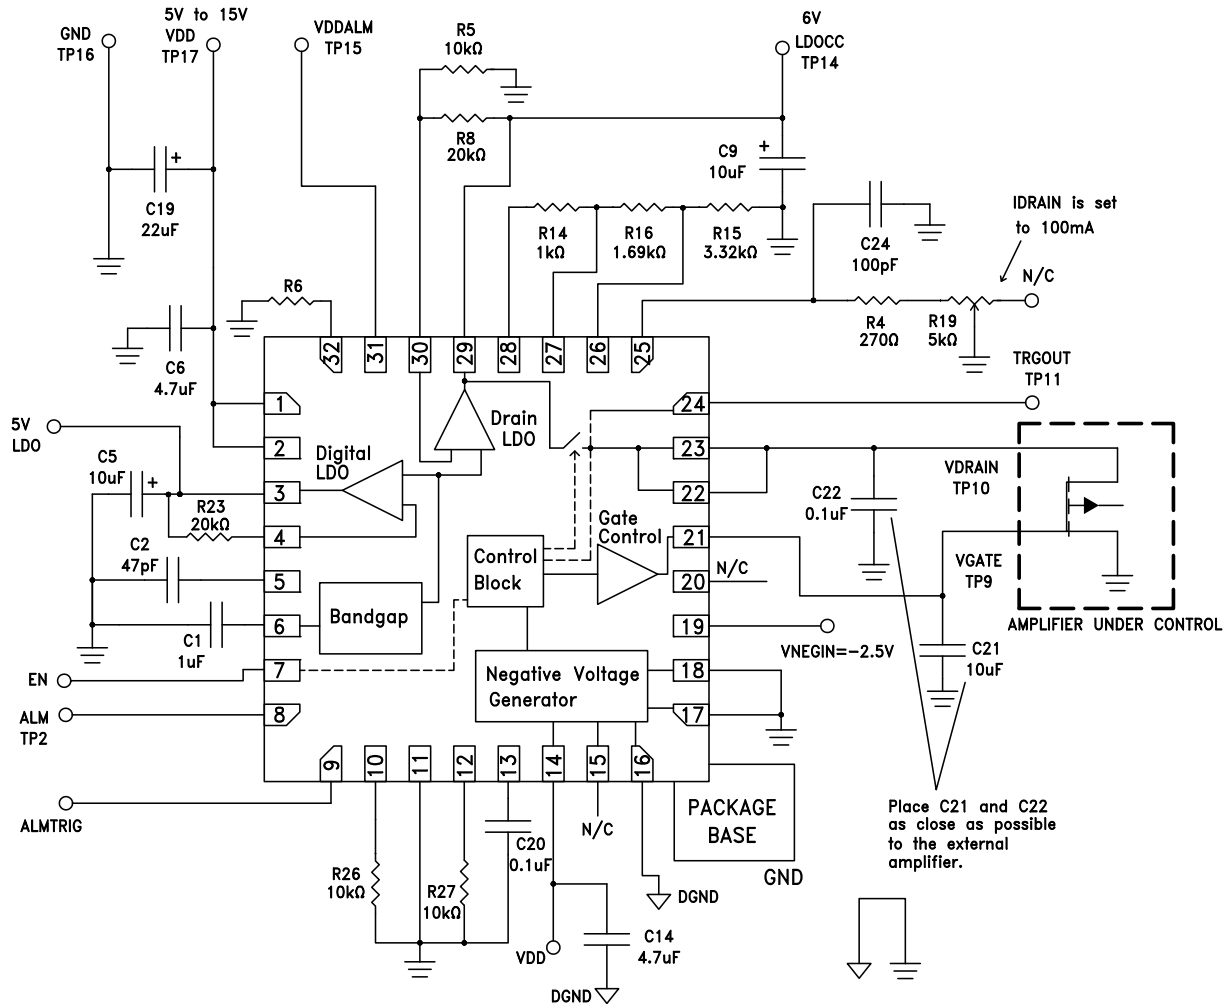 5V to 15V
VDD
TP17
GND
TP16
VDDALM
TP15
R5
10kΩ
R8
20kΩ
6V
LDOCC
TP14
C9
10uF
+
C19
22uF
+
R14
1kΩ
R16
1.69kΩ
R15
3.32kΩ
C24
100pF
IDRAIN is set
to 100mA
N/C
R4
270Ω
R19
5kΩ
R6
C6
4.7uF
32
31
30
29
28
27
26
25
TRGOUT
TP11
5V
LDO
C5
10uF
+
R23
20kΩ
C2
47pF
C1
1uF
EN
ALM
TP2
ALMTRIG
1
2
3
4
5
6
7
8
Digital
LDO
Drain
LDO
Gate
Control
Control
Block
Bandgap
Negative Voltage
Generator
24
23
22
21
20
19
18
17
N/C
VNEGIN=-2.5V
C22
0.1uF
VDRAIN
TP10
VGATE
TP9
AMPLIFIER UNDER CONTROL
C21
10uF
Place C21 and C22
as close as possible
to the external
amplifier.
9
10
11
12
13
14
15
16
N/C
PACKAGE
BASE
GND
R26
10kΩ
R27
10kΩ
C20
0.1uF
VDD
C14
4.7uF
DGND
DGND